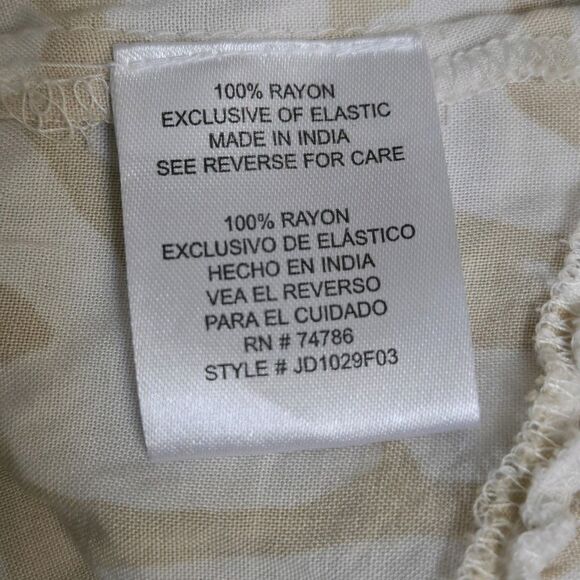 100% RAYON
EXCLUSIVE OF ELASTIC
MADE IN INDIA
SEE REVERSE FOR CARE
100% RAYON
EXCLUSIVO DE ELÁSTICO
HECHO EN INDIA
VEA EL REVERSO
PARA EL CUIDADO
RN # 74786
STYLE # JD1029F03